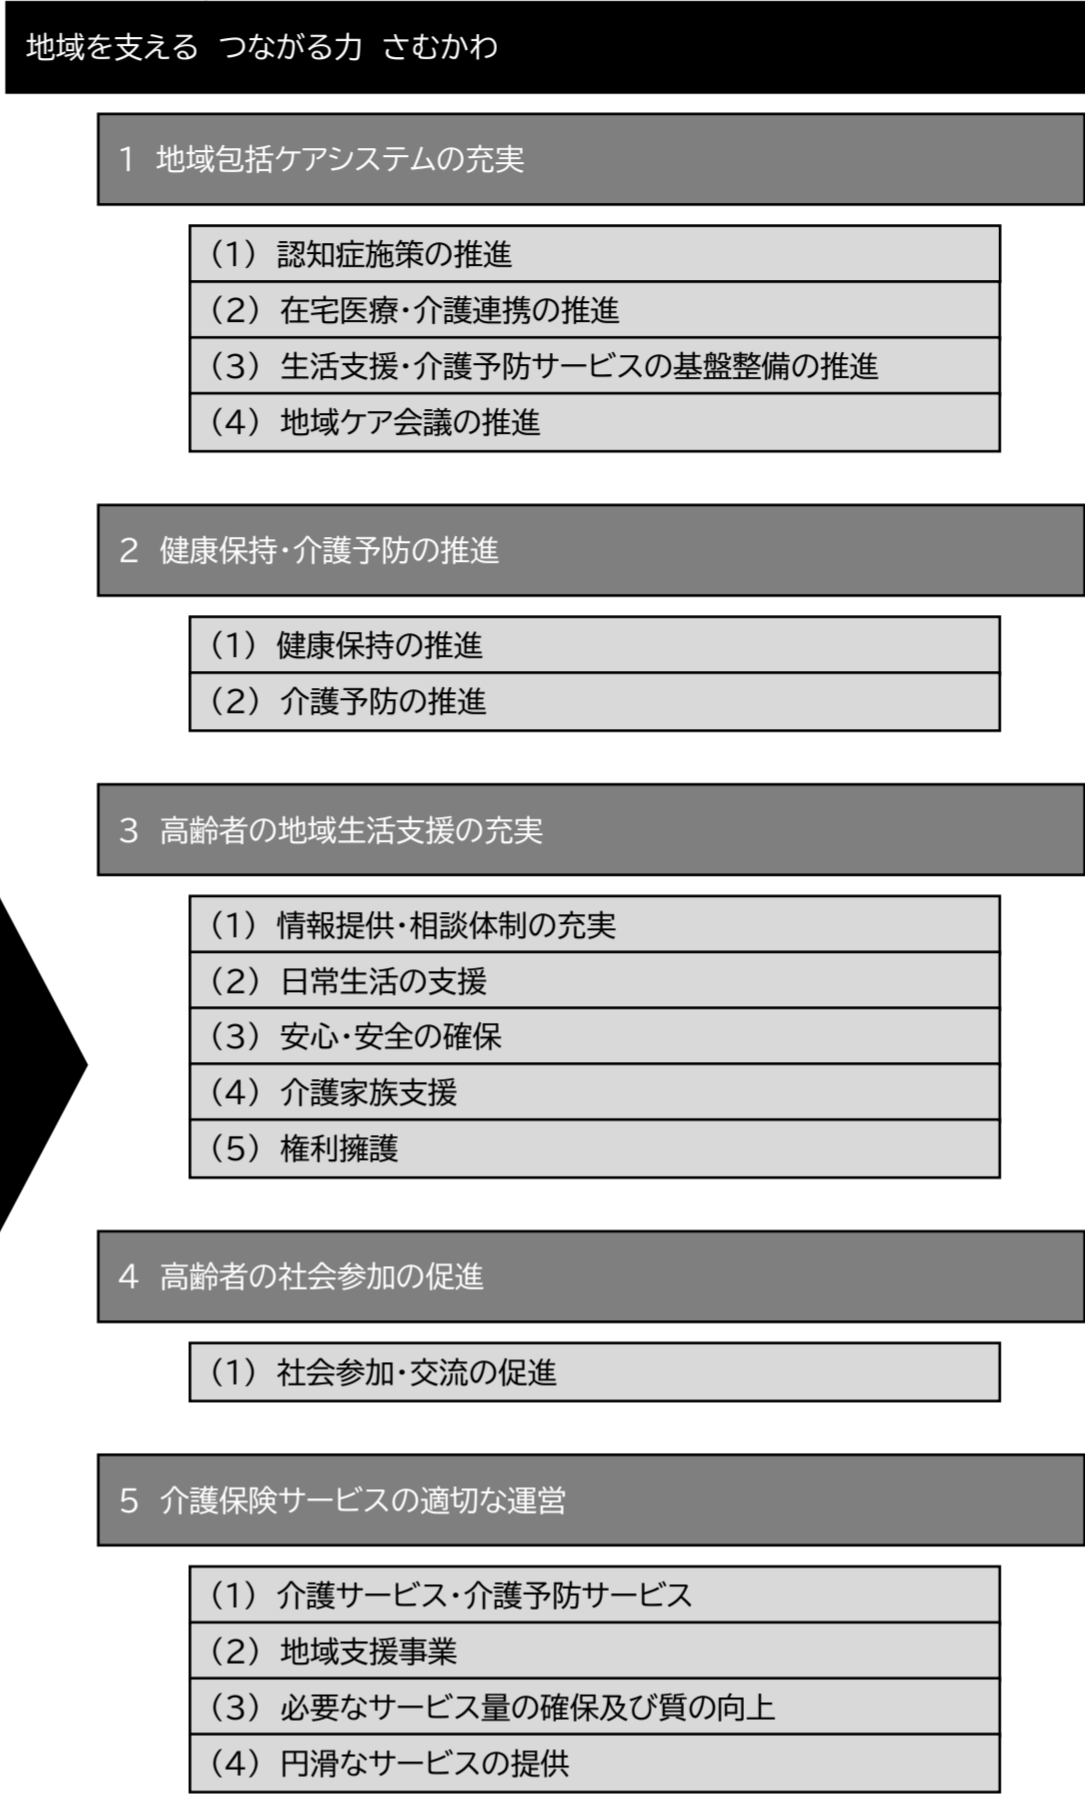 地域を支える　つながる力　さむかわ
1　地域包括ケアシステムの充実
（1）認知症施策の推進
（2）在宅医療・介護連携の推進
（3）生活支援・介護予防サービスの基盤整備の推進
（4）地域ケア会議の推進
2　健康保持・介護予防の推進
（1）健康保持の推進
（2）介護予防の推進
3　高齢者の地域生活支援の充実
（1）情報提供・相談体制の充実
（2）日常生活の支援
（3）安心・安全の確保
（4）介護家族支援
（5）権利擁護
4　高齢者の社会参加の促進
（1）社会参加・交流の促進
5　介護保険サービスの適切な運営
（1）介護サービス・介護予防サービス
（2）地域支援事業
（3）必要なサービス量の確保及び質の向上
（4）円滑なサービスの提供